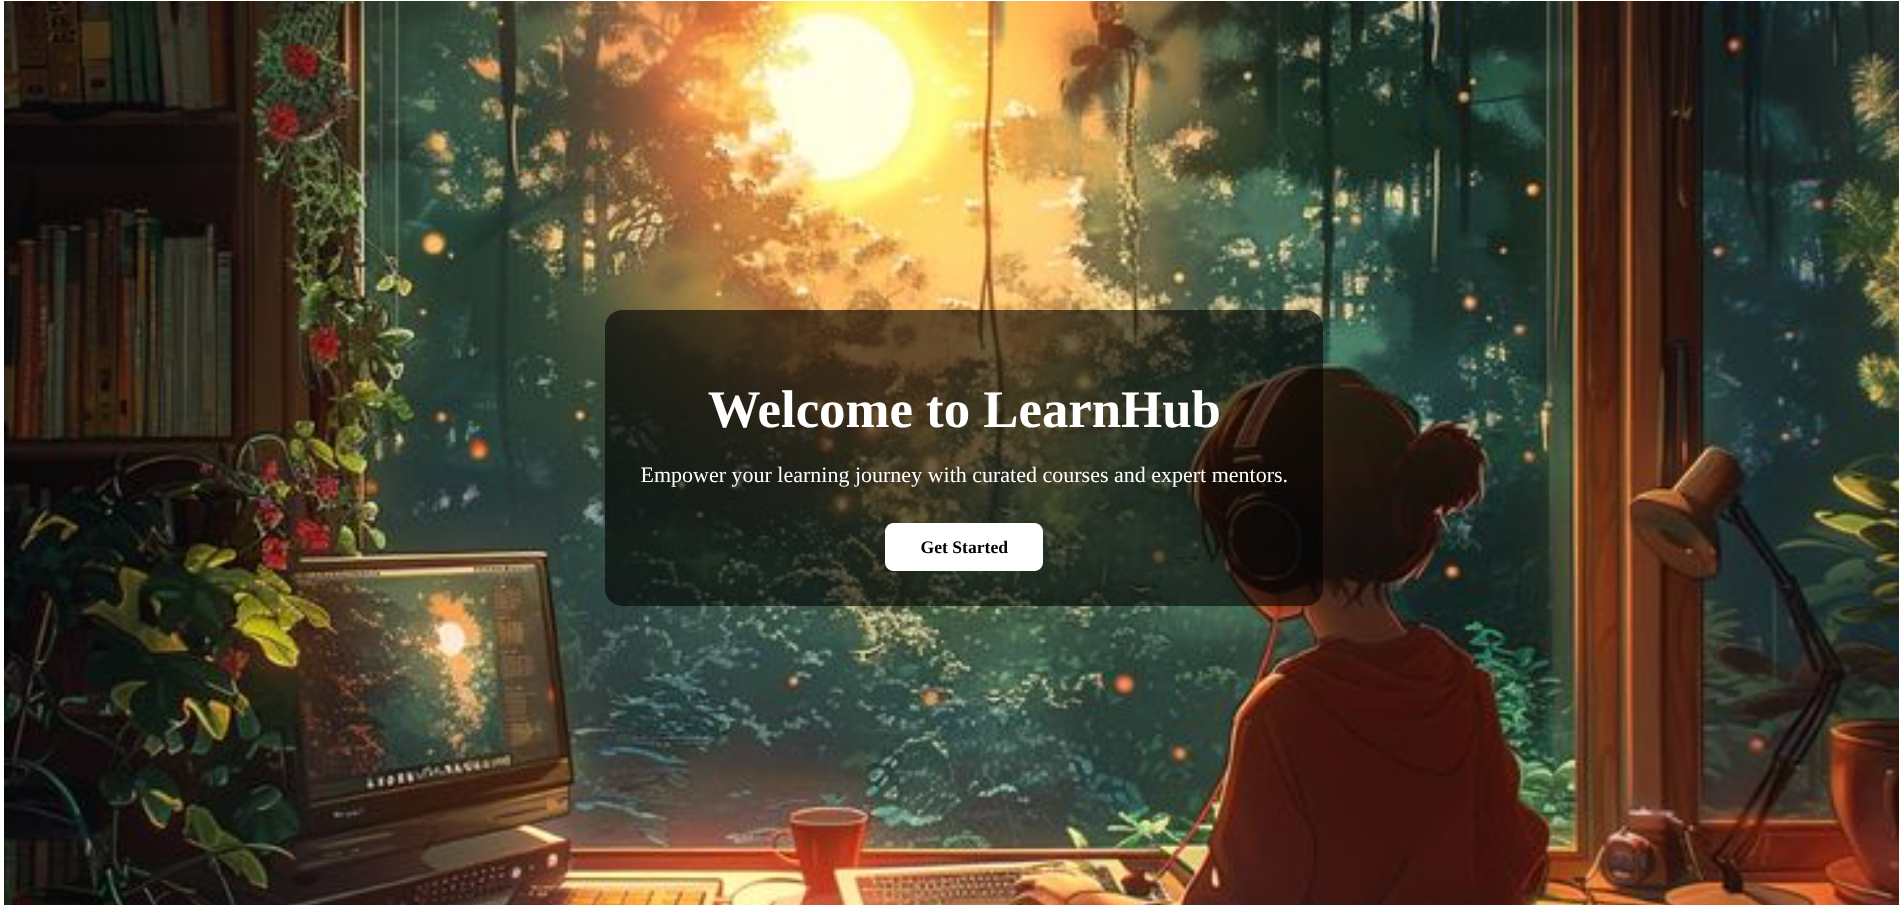 Welcome to LearnHub
Empower your learning journey with curated courses and expert mentors.
Get Started